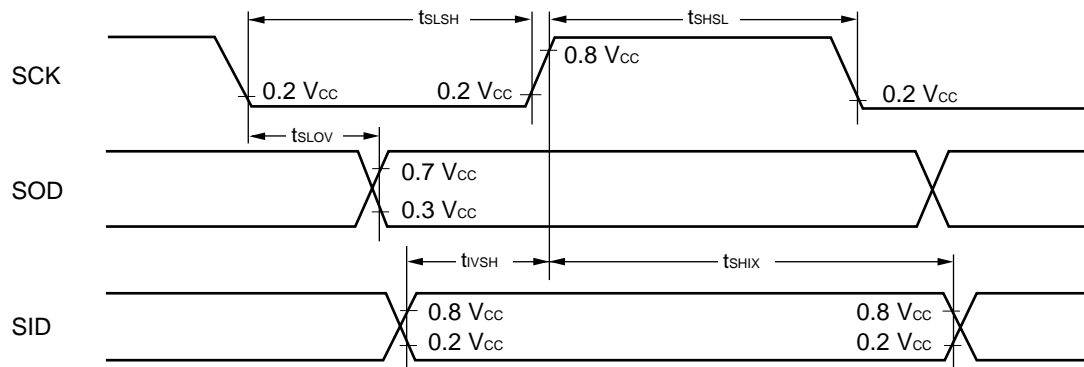 tSLSH tSHSL
SCK 0.2 VCC 0.2 VCC 0.8 VCC 0.2 VCC
tSLOV
SOD 0.7 VCC
0.3 VCC
tIVSH tSHIX
SID 0.8 VCC 0.8 VCC
0.2 VCC 0.2 VCC